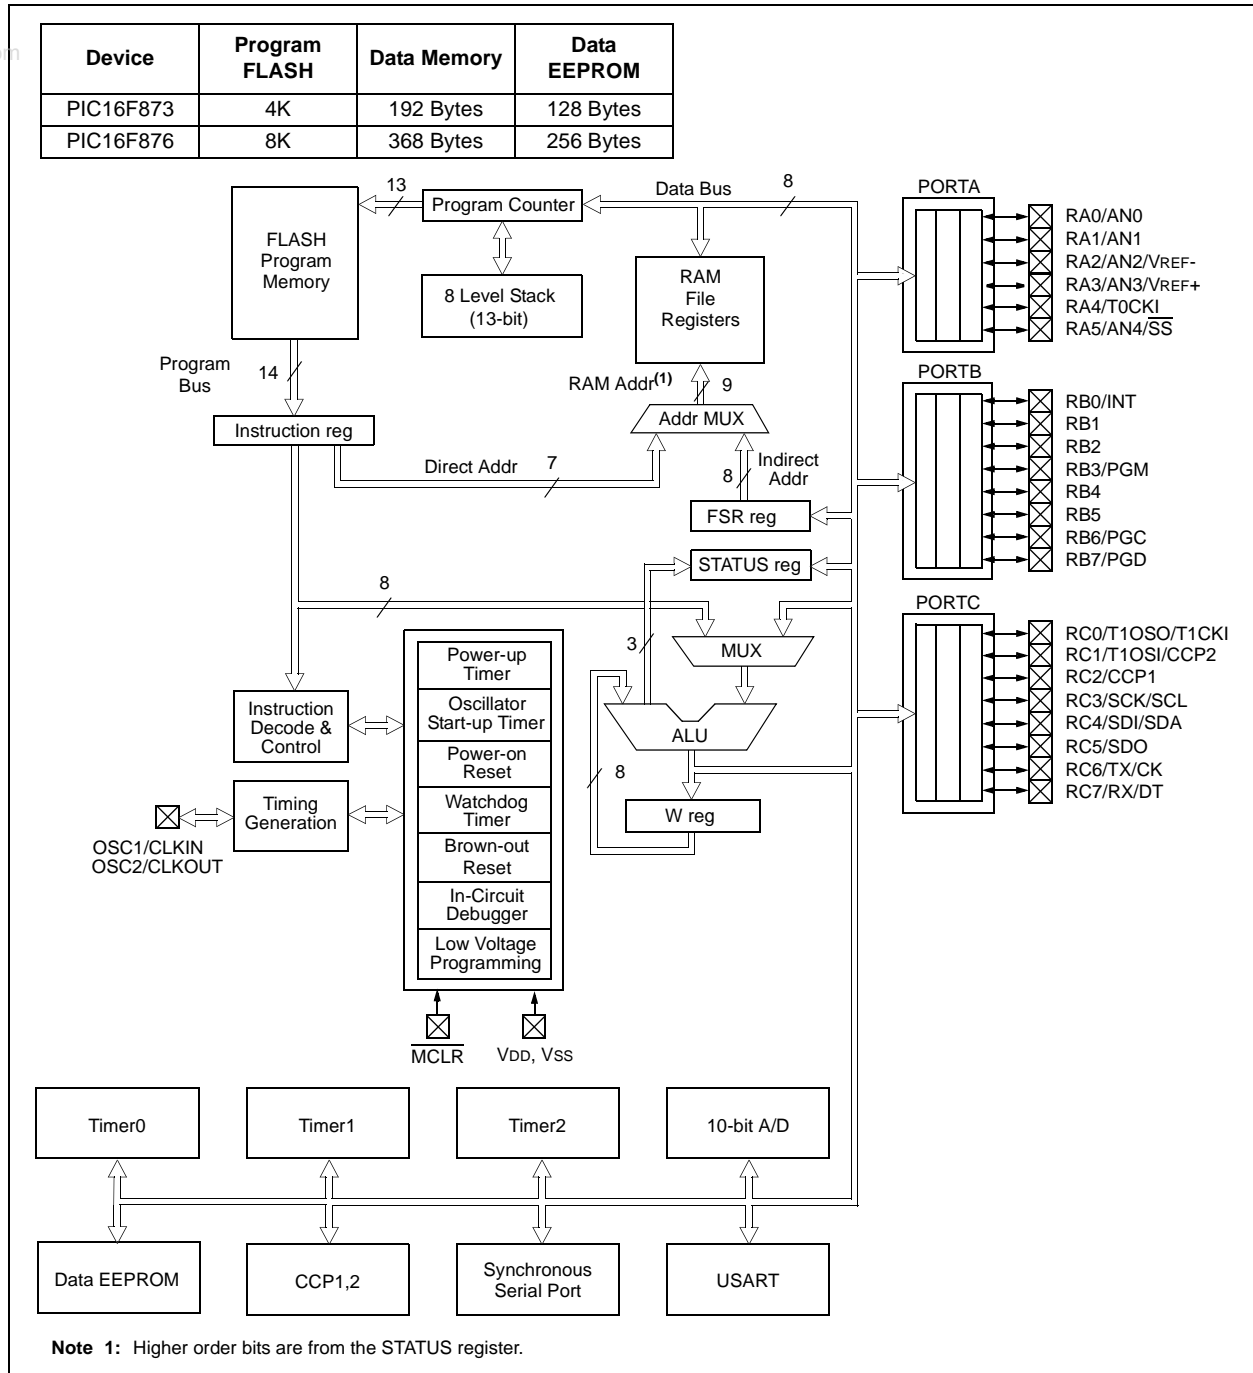 om
Device Program FLASH Data Memory Data EEPROM
PIC16F873 4K 192 Bytes 128 Bytes
PIC16F876 8K 368 Bytes 256 Bytes
FLASH
Program
Memory
13
Program Counter
Data Bus
8
8 Level Stack
(13-bit)
RAM
File
Registers
Program
Bus
14
RAM Addr(1)
9
Addr MUX
Instruction reg
Direct Addr
7
8
Indirect
Addr
FSR reg
STATUS reg
8
3
MUX
ALU
8
W reg
Power-up
Timer
Oscillator
Start-up Timer
Power-on
Reset
Watchdog
Timer
Brown-out
Reset
In-Circuit
Debugger
Low Voltage
Programming
Instruction
Decode &
Control
Timing
Generation
OSC1/CLKIN
OSC2/CLKOUT
MCLR
VDD, VSS
PORTA
RA0/AN0
RA1/AN1
RA2/AN2/VREF-
RA3/AN3/VREF+
RA4/T0CKI
RA5/AN4/SS
PORTB
RB0/INT
RB1
RB2
RB3/PGM
RB4
RB5
RB6/PGC
RB7/PGD
PORTC
RC0/T1OSO/T1CKI
RC1/T1OSI/CCP2
RC2/CCP1
RC3/SCK/SCL
RC4/SDI/SDA
RC5/SDO
RC6/TX/CK
RC7/RX/DT
Timer0
Timer1
Timer2
10-bit A/D
Data EEPROM
CCP1,2
Synchronous
Serial Port
USART
Note 1: Higher order bits are from the STATUS register.